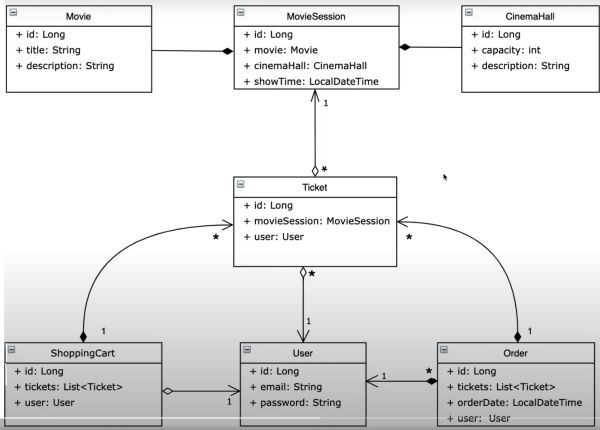 Movie
+ id: Long
+ title: String
+ description: String
MovieSession
+ id: Long
+ movie: Movie
+ cinemaHall: CinemaHall
+ showTime: LocalDateTime
CinemaHall
+ id: Long
+ capacity: int
+ description: String
1
*
Ticket
+ id: Long
+ movieSession: MovieSession
+ user: User
*
*
*
1
1
1
ShoppingCart
+ id: Long
+ tickets: List<Ticket>
+ user: User
1
User
+ id: Long
+ email: String
+ password: String
1
*
Order
+ id: Long
+ tickets: List<Ticket>
+ orderDate: LocalDateTime
+ user: User